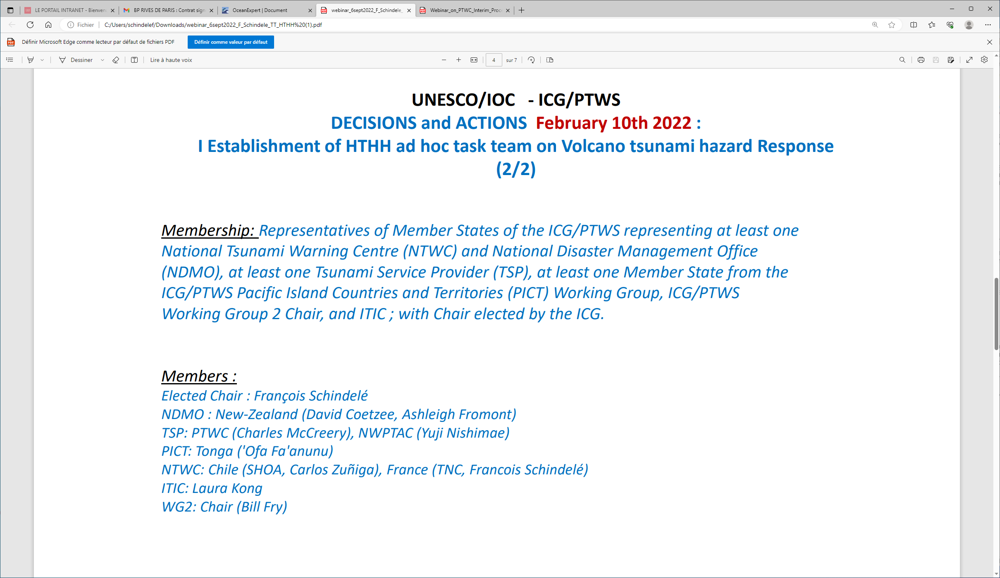 LE PORTAIL INTRANET - Bienven
BP RIVES DE PARIS : Contrat sign
OceanExpert | Document
webinar_6sept2022_F_Schindele_
Webinar_on_PTWC_Interim_Proc
Fichier
C:/Users/schindelef/Downloads/webinar_6sept2022_F_Schindele_TT_HTHH%20(1).pdf
Définir Microsoft Edge comme lecteur par défaut de fichiers PDF
Définir comme valeur par défaut
Dessiner
Lire à haute voix
4 sur 7
UNESCO/IOC - ICG/PTWS
DECISIONS and ACTIONS February 10th 2022 :
I Establishment of HTHH ad hoc task team on Volcano tsunami hazard Response
(2/2)
Membership: Representatives of Member States of the ICG/PTWS representing at least one
National Tsunami Warning Centre (NTWC) and National Disaster Management Office
(NDMO), at least one Tsunami Service Provider (TSP), at least one Member State from the
ICG/PTWS Pacific Island Countries and Territories (PICT) Working Group, ICG/PTWS
Working Group 2 Chair, and ITIC ; with Chair elected by the ICG.
Members :
Elected Chair : François Schindelé
NDMO : New-Zealand (David Coetzee, Ashleigh Fromont)
TSP: PTWC (Charles McCreery), NWPTAC (Yuji Nishimae)
PICT: Tonga ('Ofa Fa'anunu)
NTWC: Chile (SHOA, Carlos Zuñiga), France (TNC, Francois Schindelé)
ITIC: Laura Kong
WG2: Chair (Bill Fry)